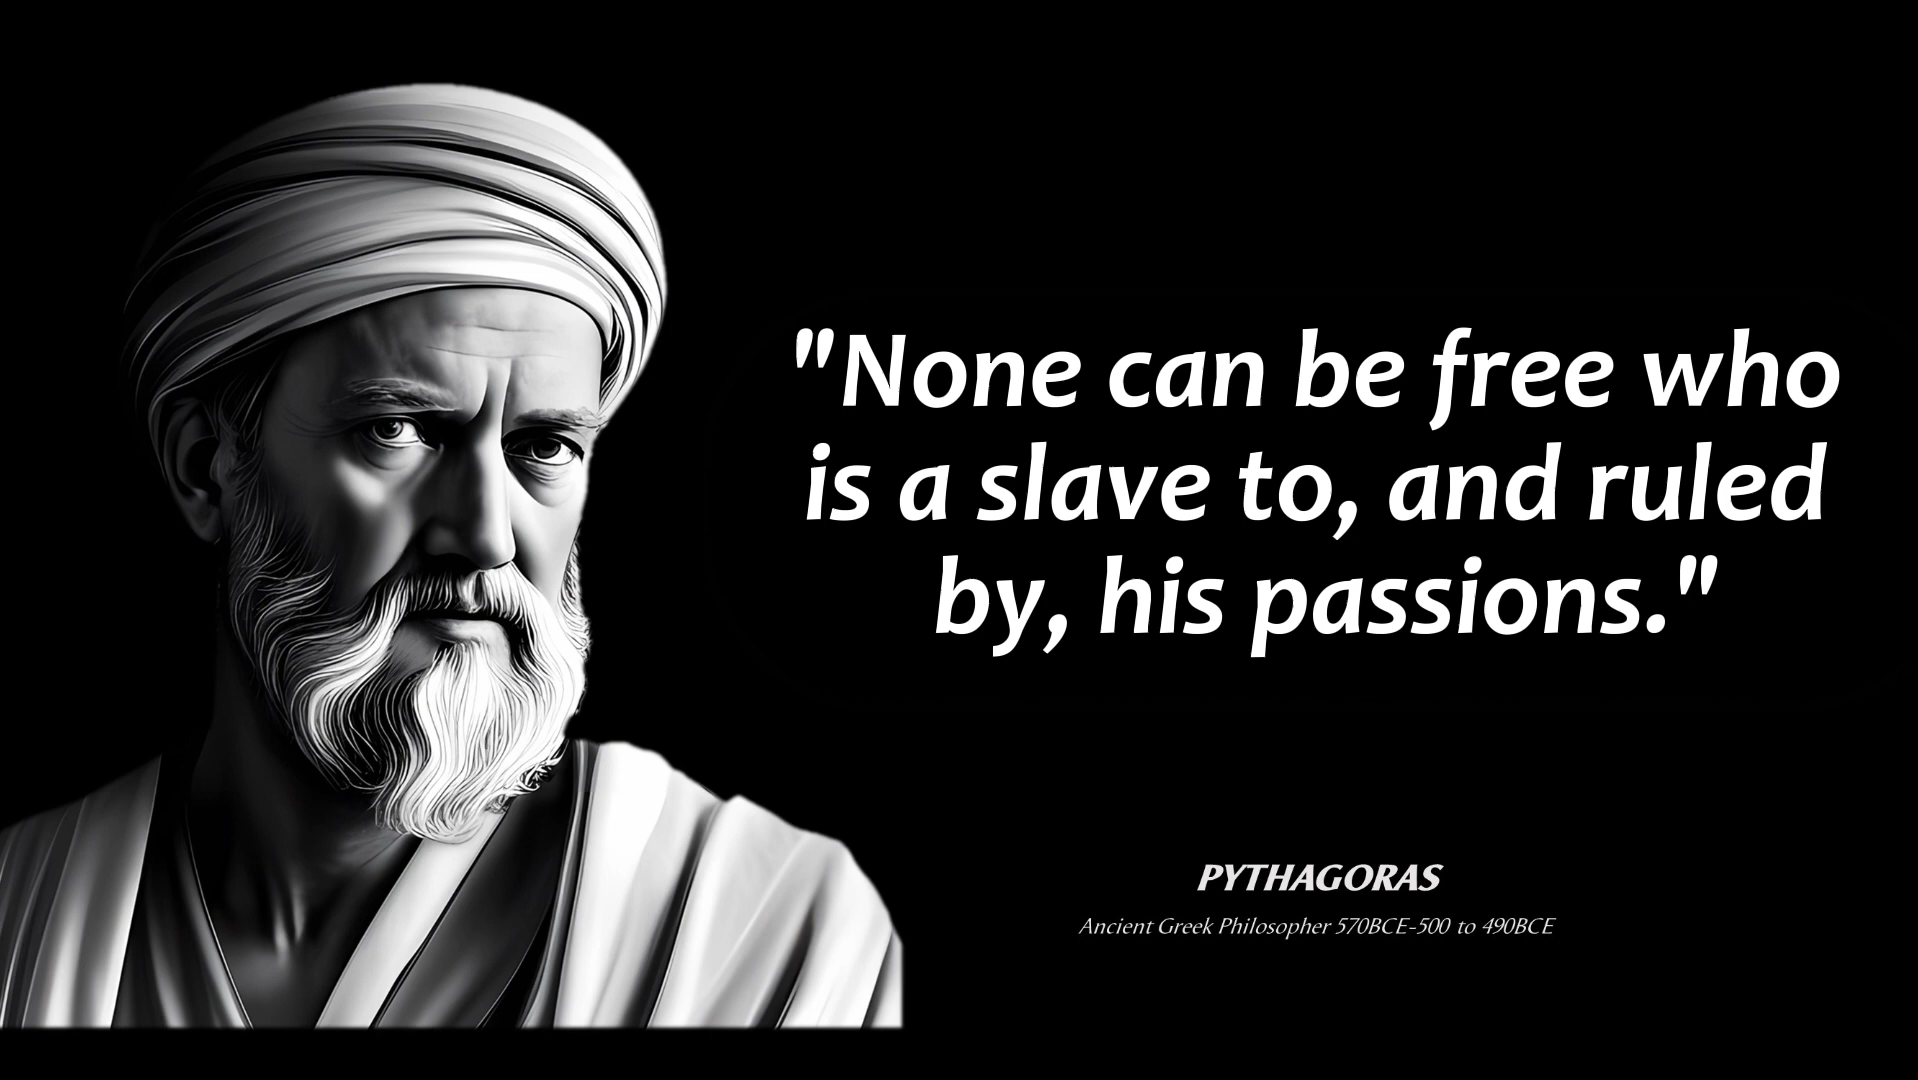 "None can be free who
is a slave to, and ruled
by, his passions."
PYTHAGORAS
Ancient Greek Philosopher 570BCE-500 to 490BCE